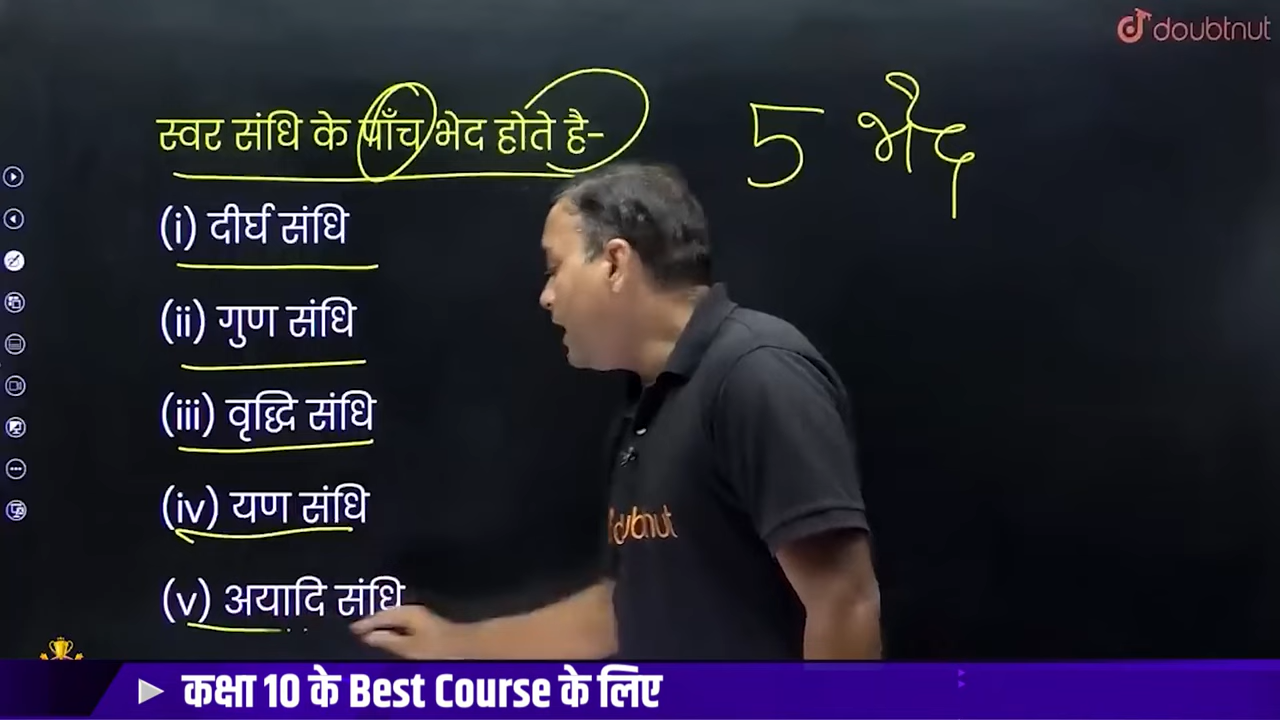 doubtnut
स्वर संधि के पाँच भेद होते है-
5 भेद
(i) दीर्घ संधि
(ii) गुण संधि
(iii) वृद्धि संधि
(iv) यण संधि
(v) अयादि संधि
doubtnut
कक्षा 10 के Best Course के लिए